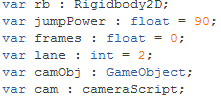 var rb : Rigidbody2D;
var jumpPower : float = 90;
var frames : float = 0;
var lane : int = 2;
var camObj : GameObject;
var cam : cameraScript;